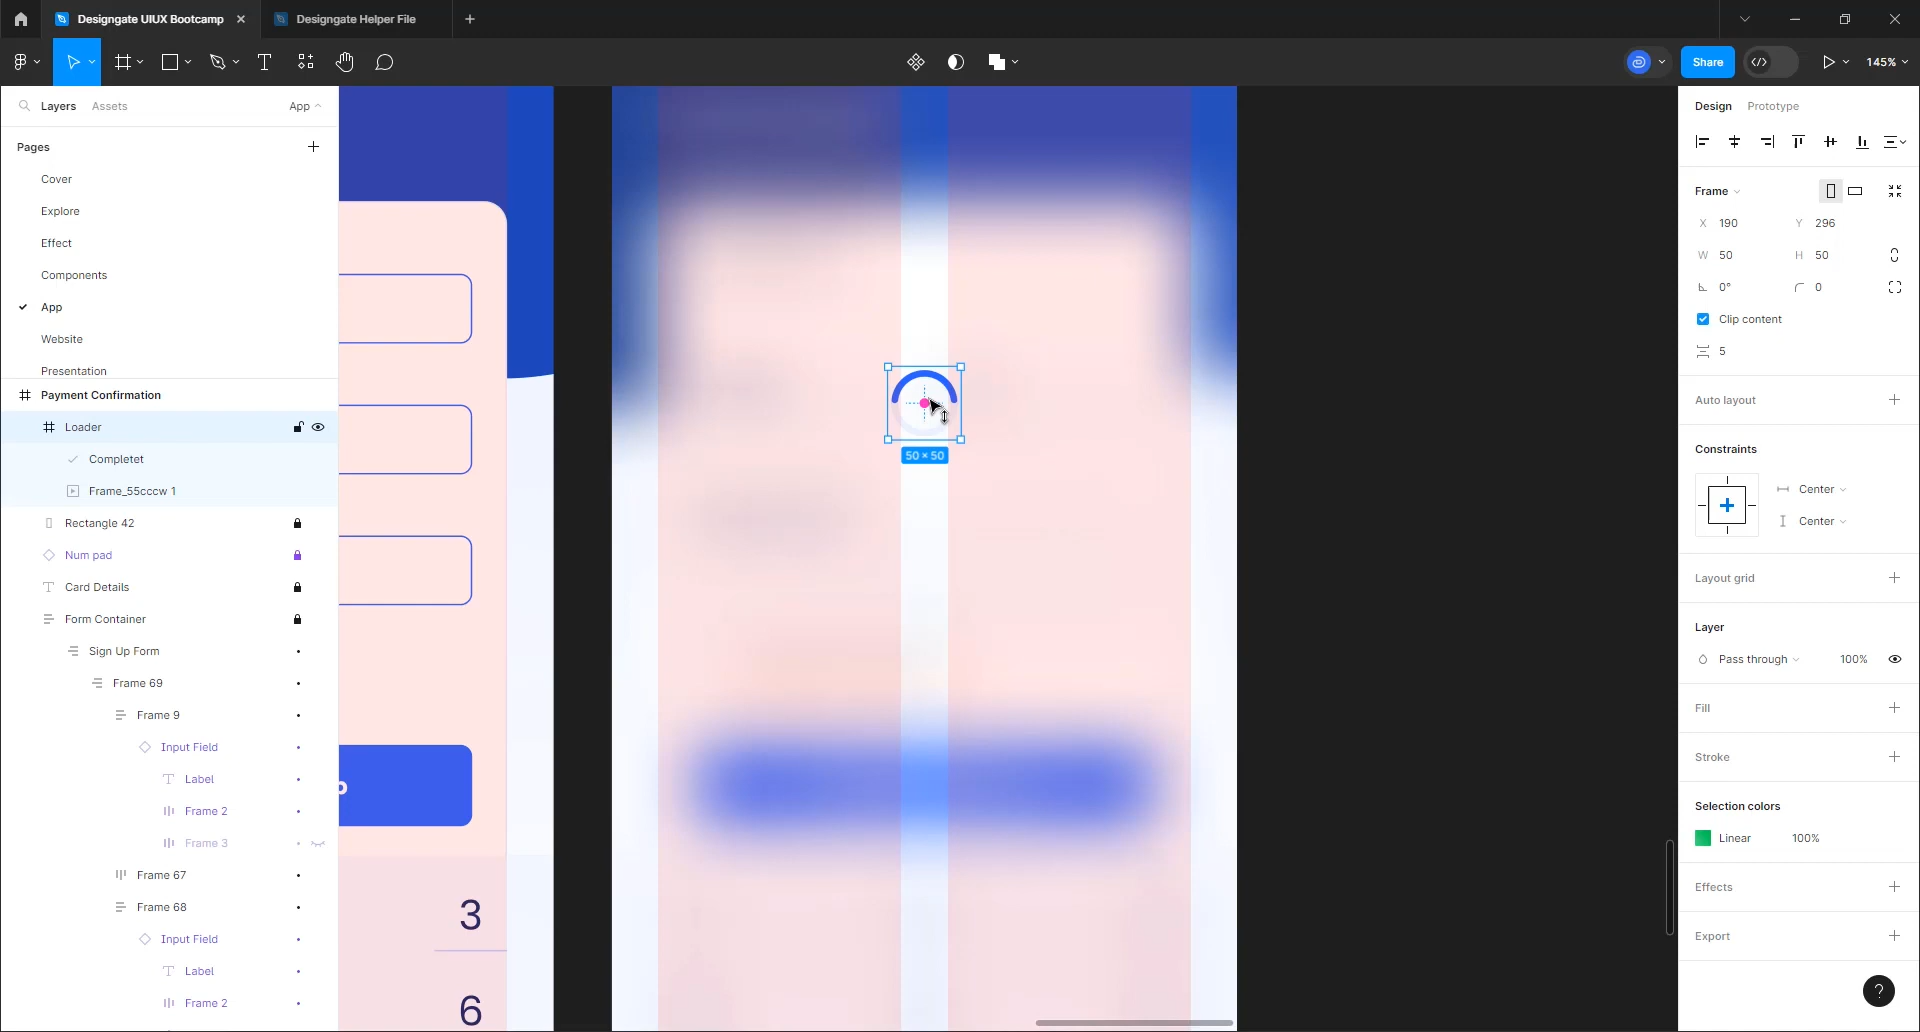 Designgate UIUX Bootcamp
Designgate Helper File
Share
145%
Layers
Assets
App
Pages
Cover
Explore
Effect
Components
App
Website
Presentation
Payment Confirmation
Loader
Completet
Frame_55cccw 1
Rectangle 42
Num pad
Card Details
Form Container
Sign Up Form
Frame 69
Frame 9
Input Field
Label
Frame 2
Frame 3
Frame 67
Frame 68
Input Field
Label
Frame 2
3
6
50 × 50
Design
Prototype
Frame
X 190 Y 296
W 50 H 50
0° 0
Clip content
5
Auto layout
Constraints
Center
Center
Layout grid
Layer
Pass through 100%
Fill
Stroke
Selection colors
Linear 100%
Effects
Export
?